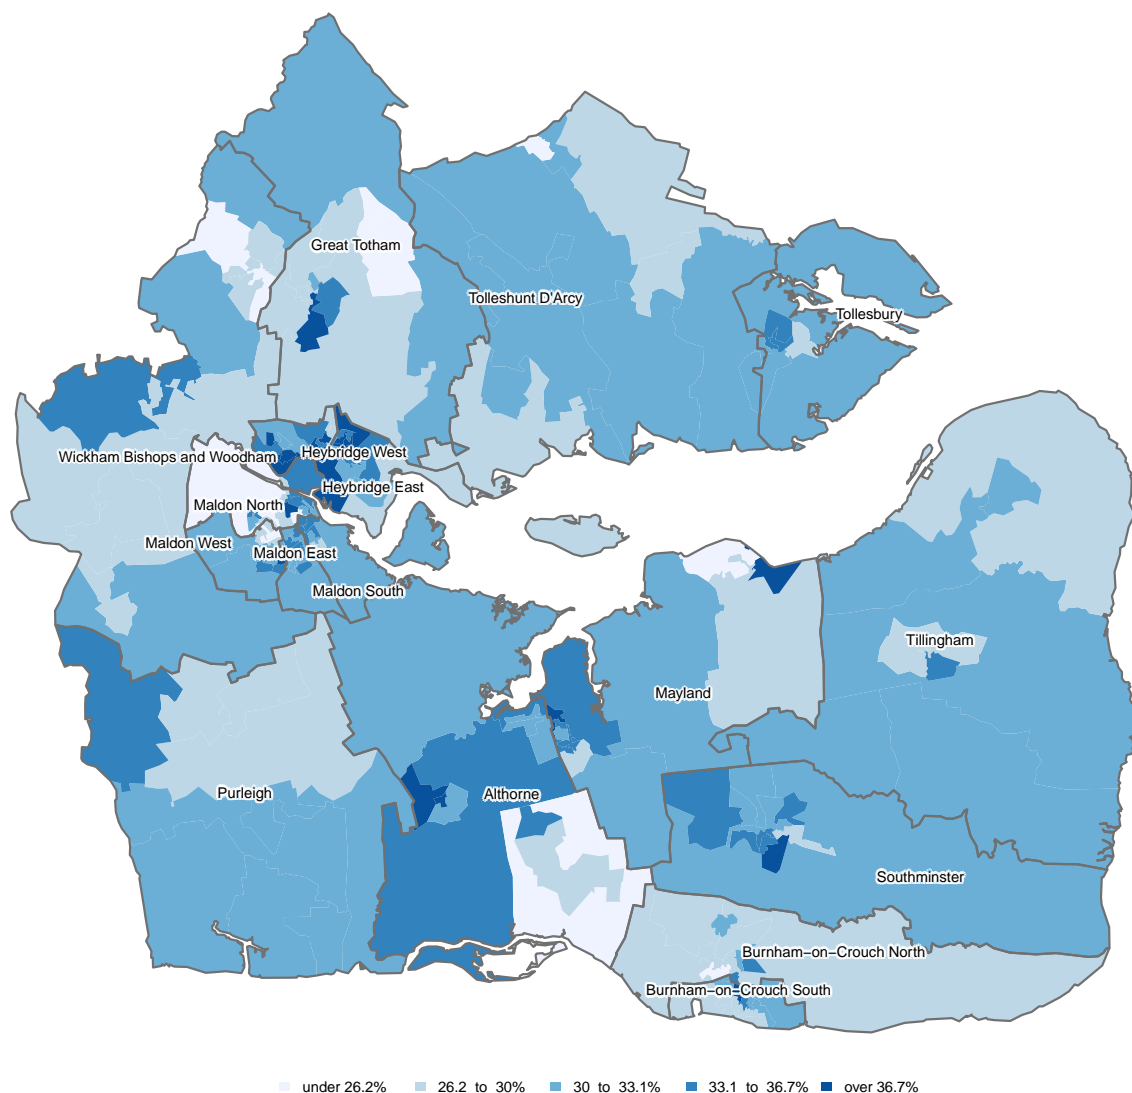 Great Totham
Tolleshunt D'Arcy
Tollesbury
Wickham Bishops and Woodham
Heybridge West
Heybridge East
Maldon North
Maldon West
Maldon East
Maldon South
Tillingham
Mayland
Purleigh
Althorne
Southminster
Burnham−on−Crouch North
Burnham−on−Crouch South
under 26.2% 26.2 to 30% 30 to 33.1% 33.1 to 36.7% over 36.7%